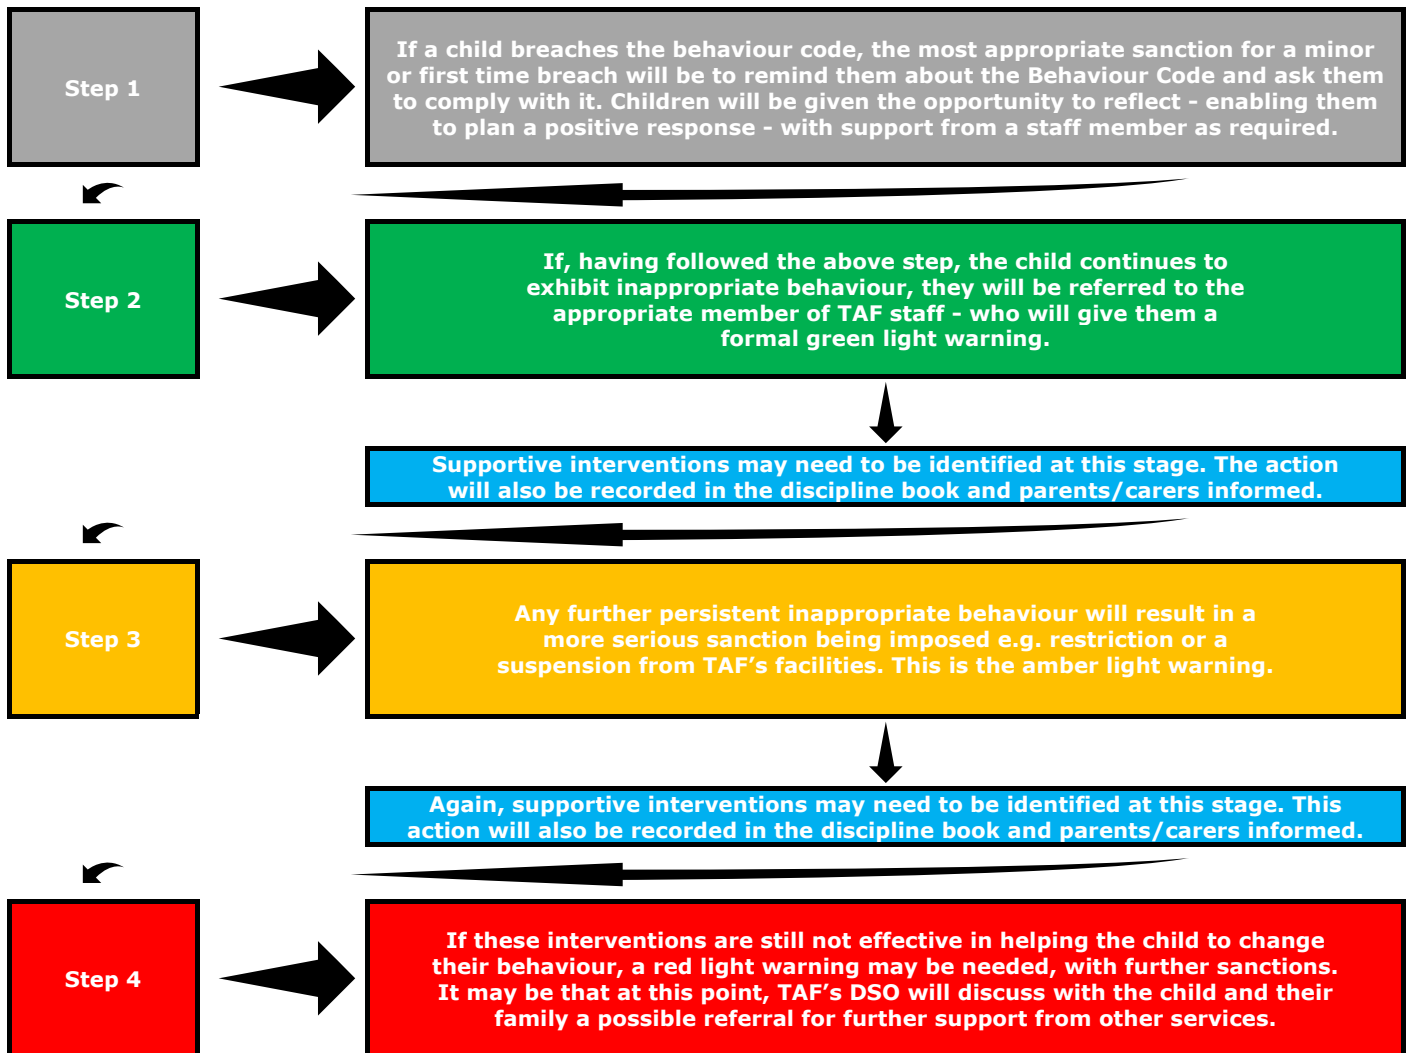 Step 1
If a child breaches the behaviour code, the most appropriate sanction for a minor
or first time breach will be to remind them about the Behaviour Code and ask them
to comply with it. Children will be given the opportunity to reflect - enabling them
to plan a positive response - with support from a staff member as required.
Step 2
If, having followed the above step, the child continues to
exhibit inappropriate behaviour, they will be referred to the
appropriate member of TAF staff - who will give them a
formal green light warning.
Supportive interventions may need to be identified at this stage. The action
will also be recorded in the discipline book and parents/carers informed.
Step 3
Any further persistent inappropriate behaviour will result in a
more serious sanction being imposed e.g. restriction or a
suspension from TAF’s facilities. This is the amber light warning.
Again, supportive interventions may need to be identified at this stage. This
action will also be recorded in the discipline book and parents/carers informed.
Step 4
If these interventions are still not effective in helping the child to change
their behaviour, a red light warning may be needed, with further sanctions.
It may be that at this point, TAF’s DSO will discuss with the child and their
family a possible referral for further support from other services.